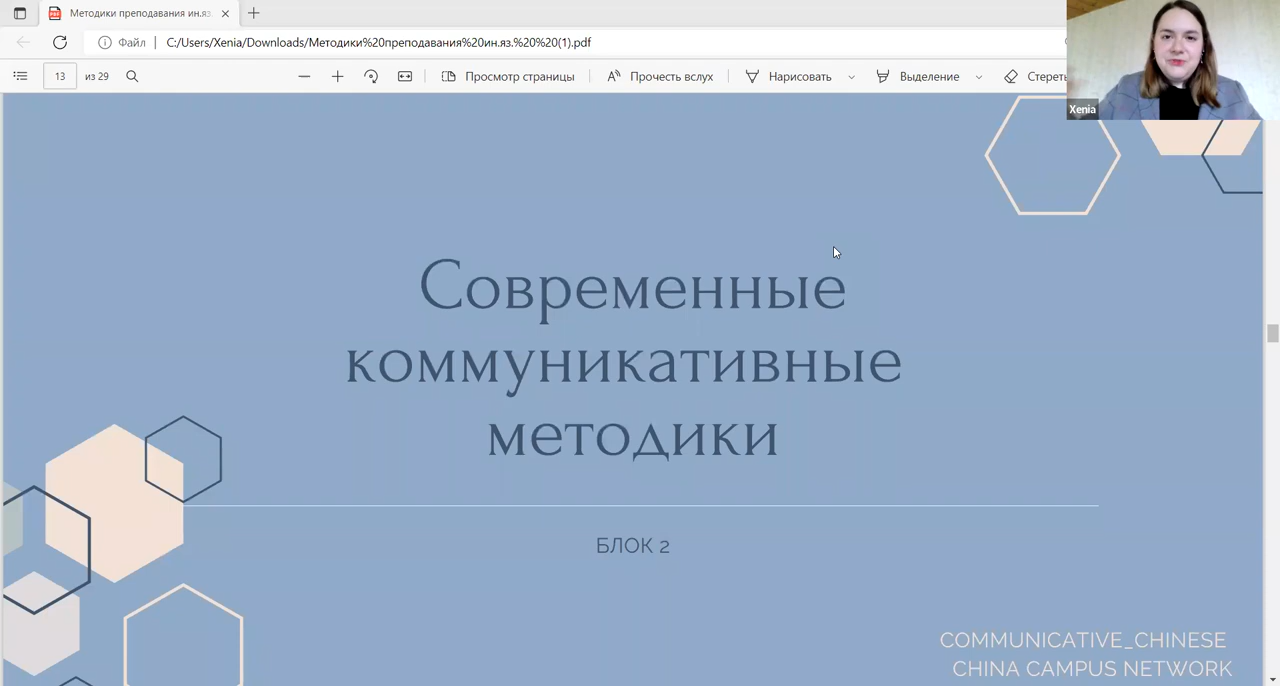 Методики преподавания ин.яз.
Файл
C:/Users/Xenia/Downloads/Методики%20преподавания%20ин.яз.%20%20(1).pdf
13 из 29
Просмотр страницы
Прочесть вслух
Нарисовать
Выделение
Стереть
Xenia
Современные
коммуникативные
методики
БЛОК 2
COMMUNICATIVE_CHINESE
CHINA CAMPUS NETWORK